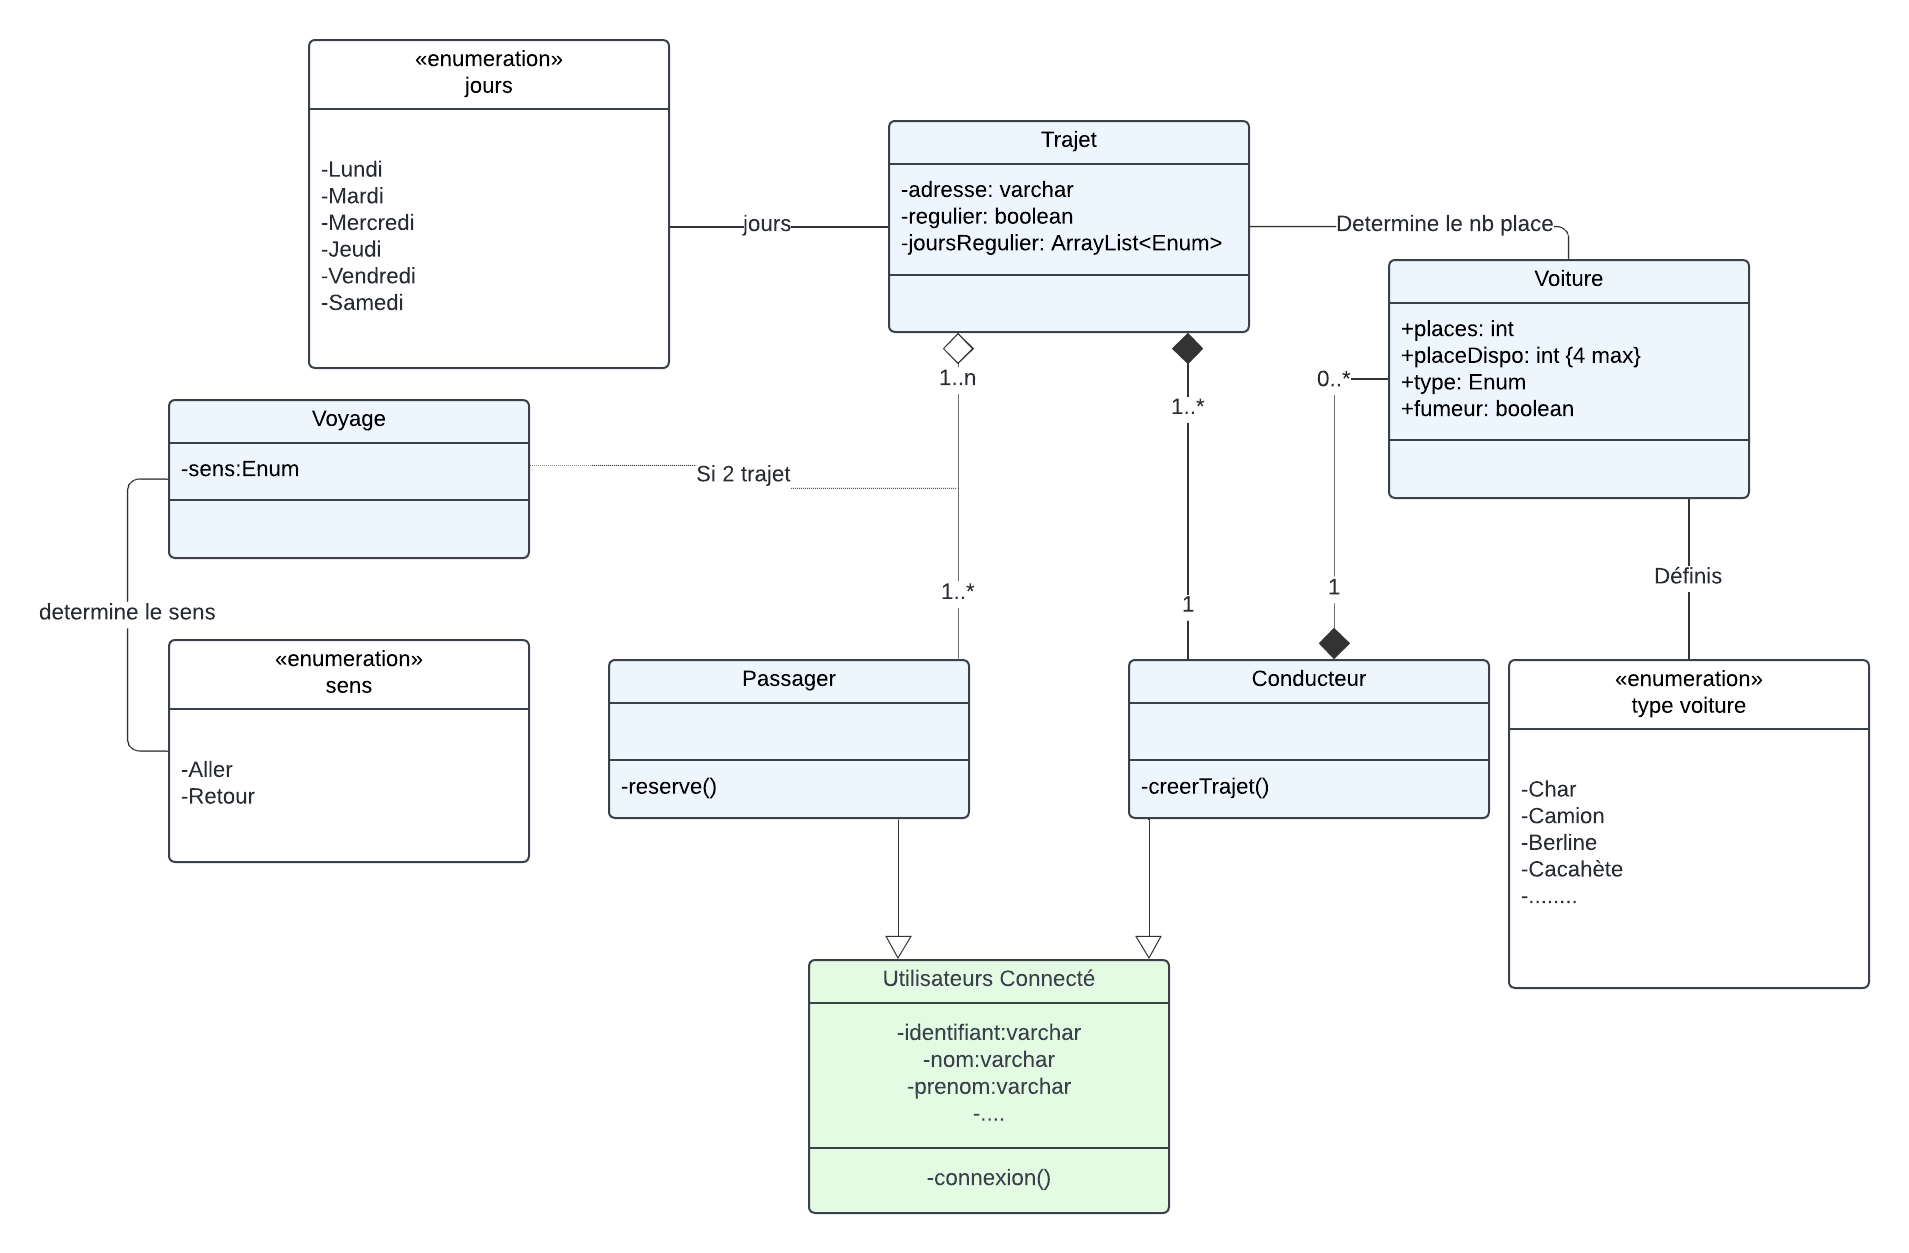 «enumeration»
jours
-Lundi
-Mardi
-Mercredi
-Jeudi
-Vendredi
-Samedi
jours
Trajet
-adresse: varchar
-regulier: boolean
-joursRegulier: ArrayList<Enum>
Determine le nb place
Voiture
+places: int
+placeDispo: int {4 max}
+type: Enum
+fumeur: boolean
1..n
1..*
0..*
Voyage
-sens:Enum
Si 2 trajet
determine le sens
1..*
1
1
Définis
«enumeration»
sens
-Aller
-Retour
Passager
-reserve()
Conducteur
-creerTrajet()
«enumeration»
type voiture
-Char
-Camion
-Berline
-Cacahète
-........
Utilisateurs Connecté
-identifiant:varchar
-nom:varchar
-prenom:varchar
-....
-connexion()